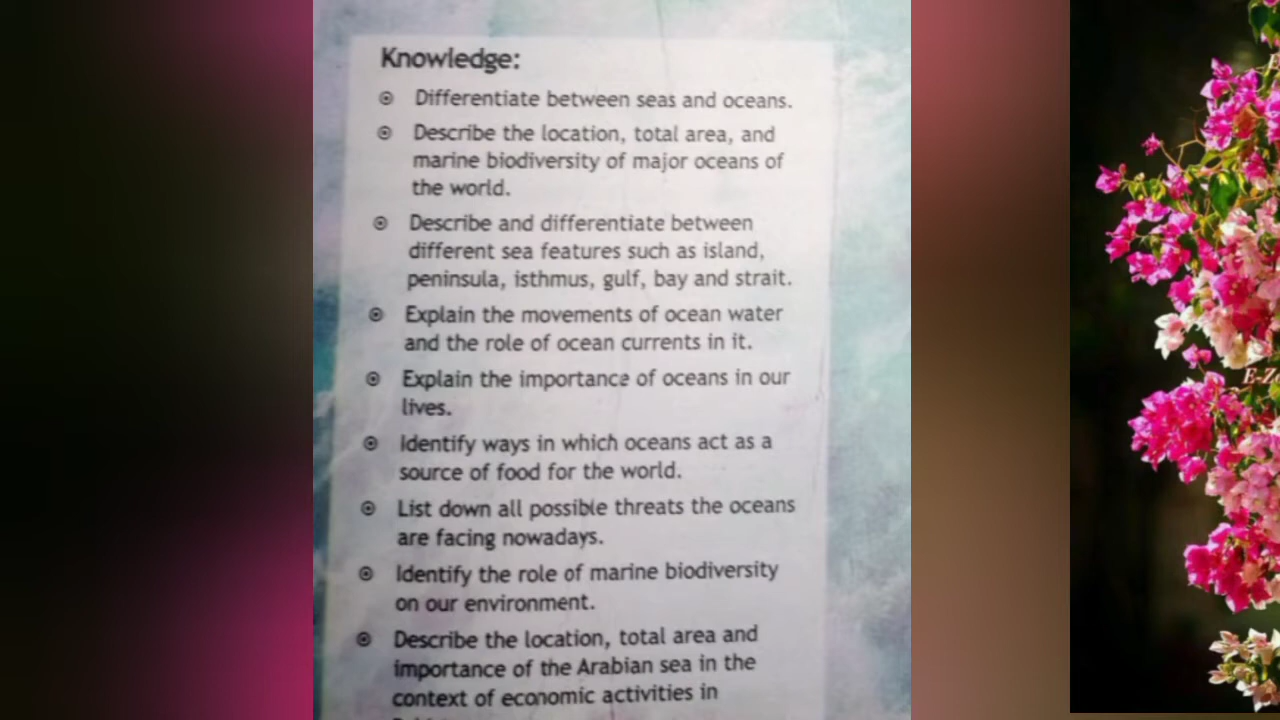 Knowledge:
Differentiate between seas and oceans.
Describe the location, total area, and
marine biodiversity of major oceans of
the world.
Describe and differentiate between
different sea features such as island,
peninsula, isthmus, gulf, bay and strait.
Explain the movements of ocean water
and the role of ocean currents in it.
Explain the importance of oceans in our
lives.
Identify ways in which oceans act as a
source of food for the world.
List down all possible threats the oceans
are facing nowadays.
Identify the role of marine biodiversity
on our environment.
Describe the location, total area and
importance of the Arabian sea in the
context of economic activities in